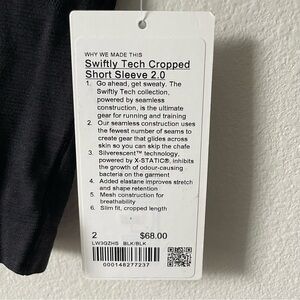 WHY WE MADE THIS
Swiftly Tech Cropped
Short Sleeve 2.0
1. Go ahead, get sweaty. The
Swiftly Tech collection,
powered by seamless
construction, is the ultimate
gear for running and training
2. Our seamless construction uses
the fewest number of seams to
create gear that glides across
skin so you can skip the chafe
3. Silverescent™ technology,
powered by X-STATIC®, inhibits
the growth of odour-causing
bacteria on the garment
4. Added elastane improves stretch
and shape retention
5. Mesh construction for
breathability
6. Slim fit, cropped length
2 $68.00
LW3GZHS BLK/BLK
000148277237